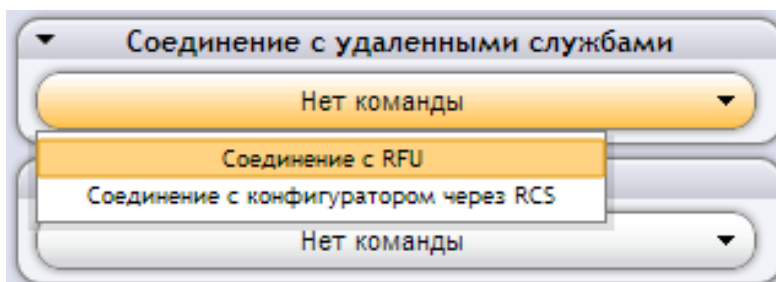 Соединение с удаленными службами
Нет команды
Соединение с RFU
Соединение с конфигуратором через RCS
Нет команды